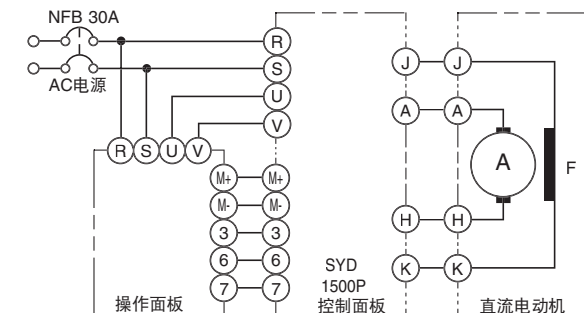 NFB 30A
AC电源
R
S
U
V
R S U V
M+ M+
M- M-
3 3
6 6
7 7
操作面板
SYD
1500P
控制面板
J J
A A
A
F
H H
K K
直流电动机